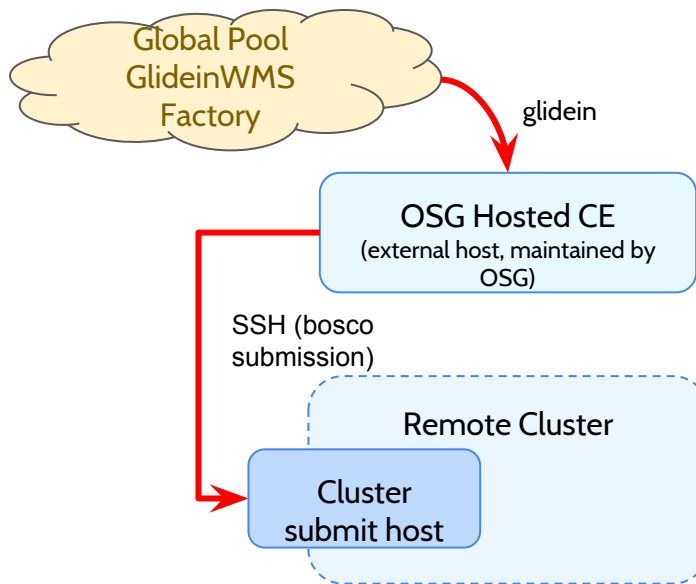 Global Pool
GlideinWMS
Factory
glidein
OSG Hosted CE
(external host, maintained by
OSG)
SSH (bosco
submission)
Remote Cluster
Cluster
submit host